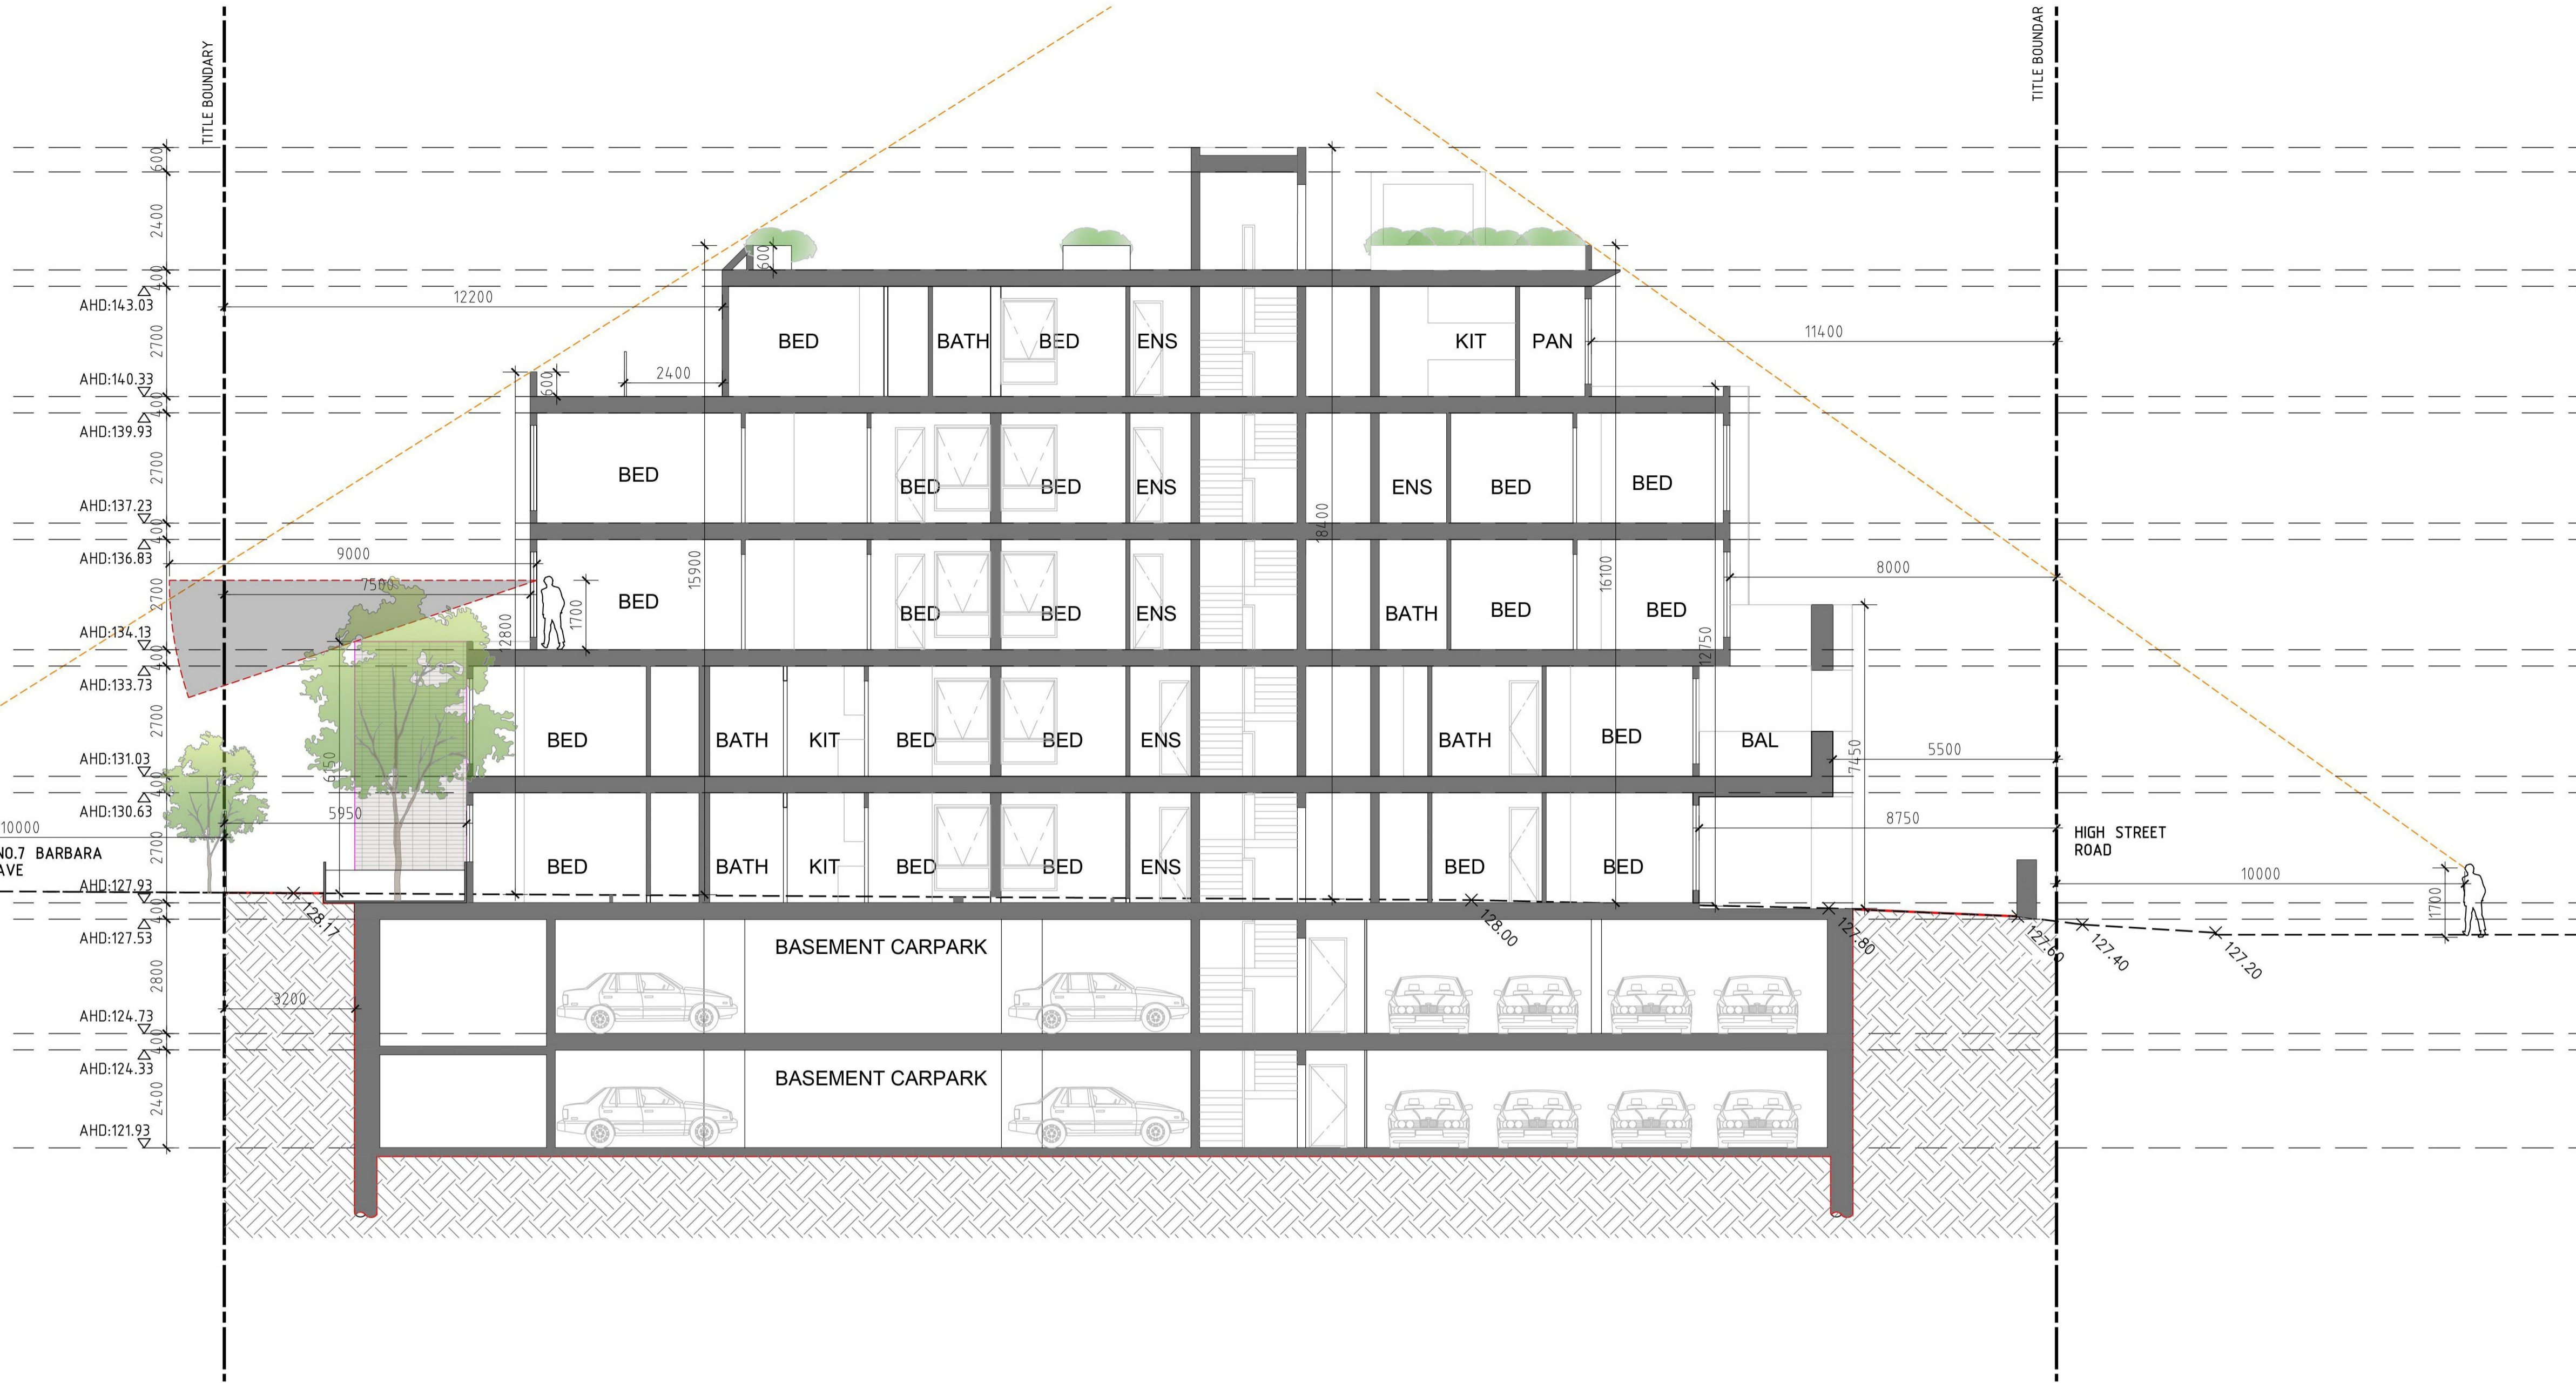 TITLE BOUNDARY
TITLE BOUNDAR
600
2400
400
AHD:143.03
2700
AHD:140.33
400
AHD:139.93
2700
AHD:137.23
400
AHD:136.83
2700
AHD:134.13
400
AHD:133.73
2700
AHD:131.03
400
AHD:130.63
2700
AHD:127.93
400
AHD:127.53
2800
AHD:124.73
400
AHD:124.33
2400
AHD:121.93
10000
NO.7 BARBARA
AVE
12200
600
2400
600
11400
BED BATH BED ENS KIT PAN
BED BED BED ENS ENS BED BED
18400
15900
16100
9000
7500
12800
1700
8000
BED BED BED ENS BATH BED BED
12750
7450
6150
BED BATH KIT BED BED ENS BATH BED BAL
5500
5950
8750
BED BATH KIT BED BED ENS BED BED
HIGH STREET
ROAD
10000
1700
128.17
128.00
127.80
127.60
127.40
127.20
3200
BASEMENT CARPARK
BASEMENT CARPARK